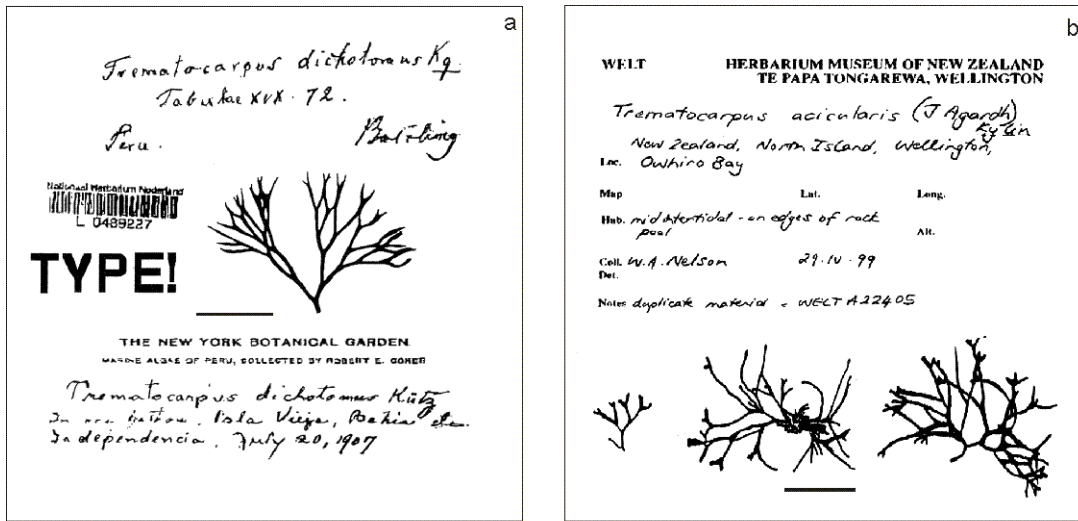 a
Trematocarpus dichotomus Kg.
Tabulae XVX. 72.
Peru.
Nationaal Herbarium Nederland
L 0489227
TYPE!
THE NEW YORK BOTANICAL GARDEN
MARINE ALGAE OF PERU, COLLECTED BY ROBERT E. COKER
Trematocarpus dichotomus Kütz
Isla Vieja, Bahia
Independencia, July 20, 1907
b
WELT HERBARIUM MUSEUM OF NEW ZEALAND
TE PAPA TONGAREWA, WELLINGTON
Trematocarpus acicularis (J Agardh)
Kylin
New Zealand, North Island, Wellington,
Loc. Owhiro Bay
Map Lat. Long.
Hab. mid intertidal - on edges of rock
pool Alt.
Coll. W.A. Nelson 29.IV.99
Det.
Notes duplicate material = WELT A22405